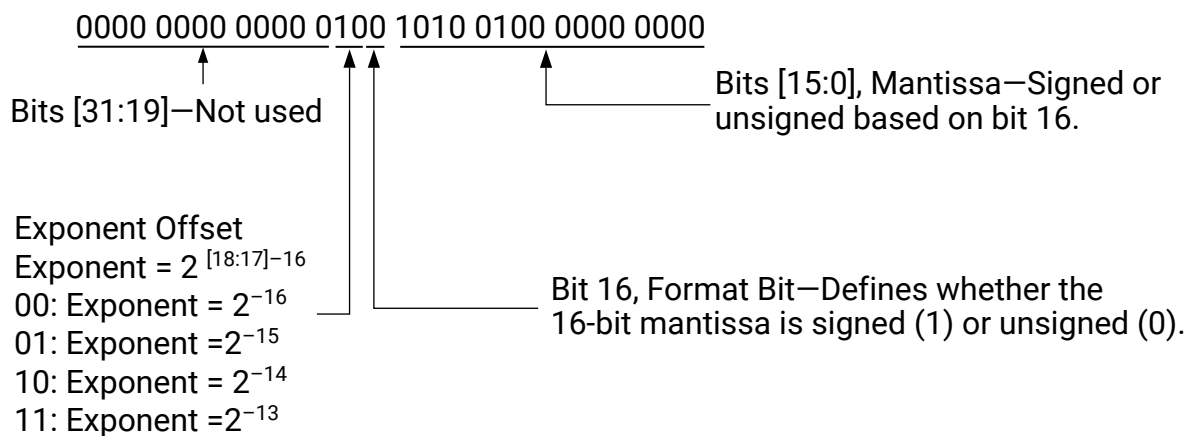 0000 0000 0000 0100 1010 0100 0000 0000
Bits [15:0], Mantissa—Signed or
unsigned based on bit 16.
Bits [31:19]—Not used
Exponent Offset
Exponent = 2 [18:17]−16
00: Exponent = 2−16
01: Exponent =2−15
10: Exponent = 2−14
11: Exponent =2−13
Bit 16, Format Bit—Defines whether the
16-bit mantissa is signed (1) or unsigned (0).